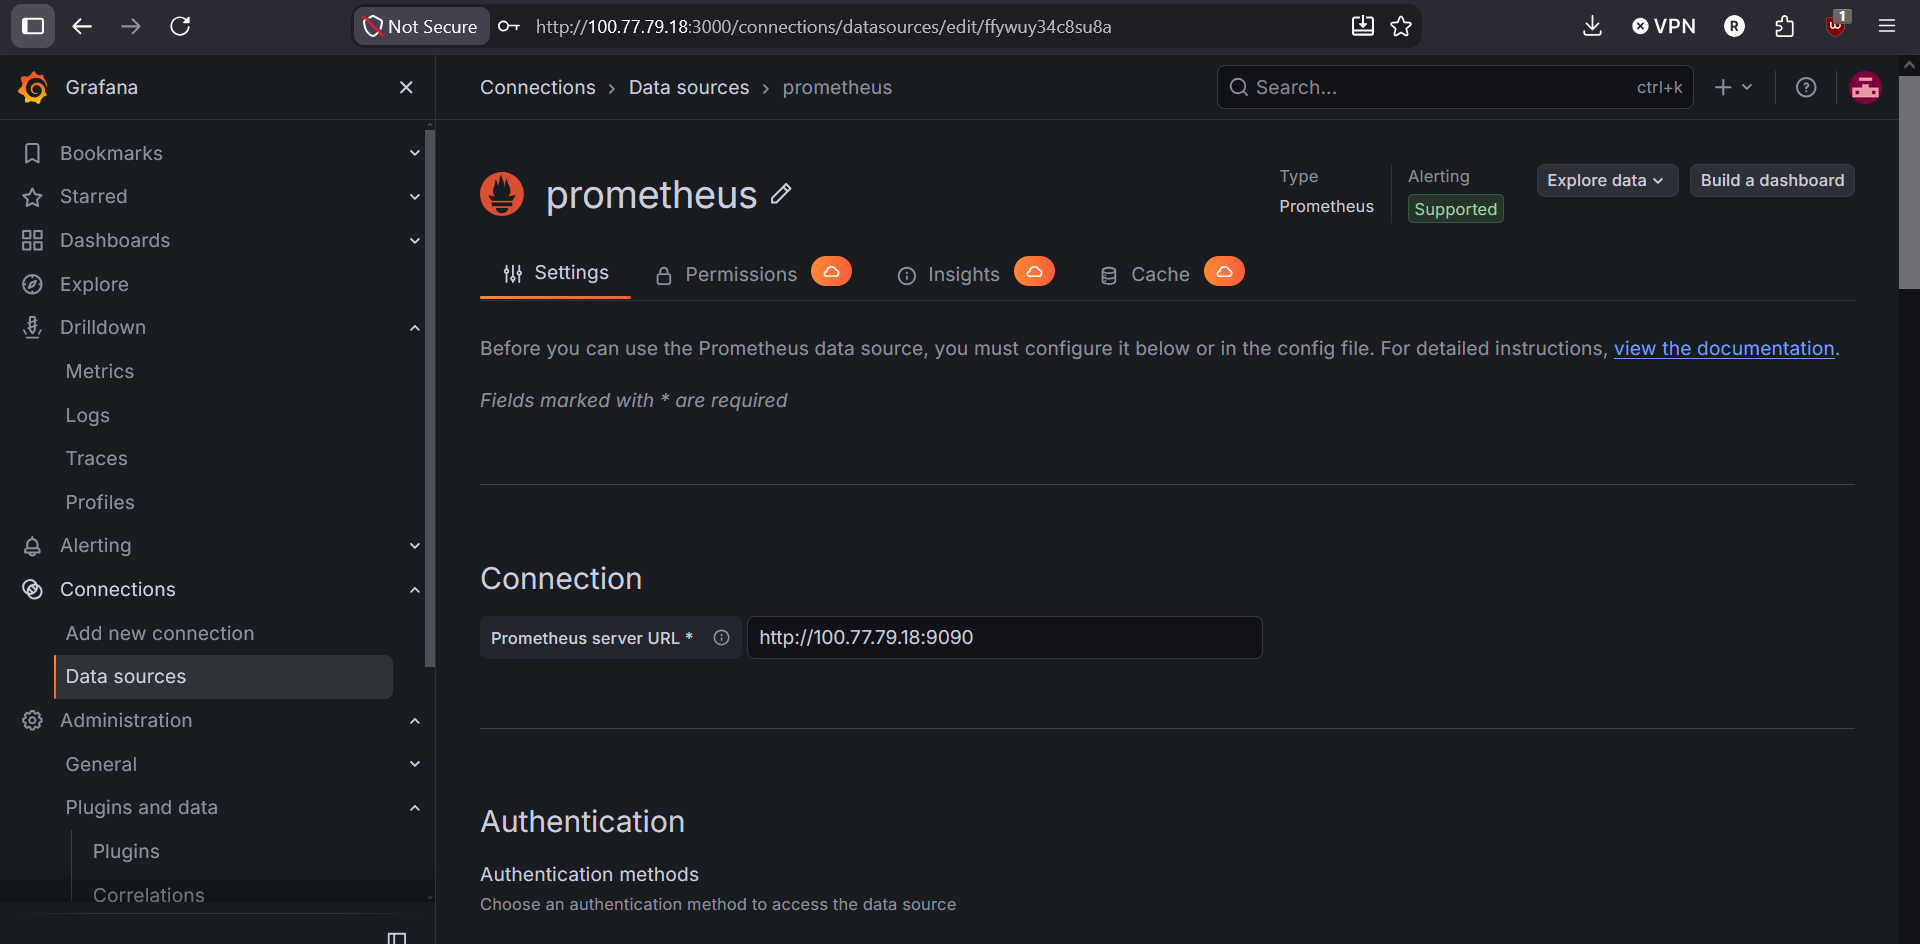 Not Secure
http://100.77.79.18:3000/connections/datasources/edit/ffywuy34c8su8a
VPN
R
1
Grafana
Connections › Data sources › prometheus
Search...
ctrl+k
Bookmarks
Starred
Dashboards
Explore
Drilldown
Metrics
Logs
Traces
Profiles
Alerting
Connections
Add new connection
Data sources
Administration
General
Plugins and data
Plugins
Correlations
prometheus
Type
Prometheus
Alerting
Supported
Explore data
Build a dashboard
Settings
Permissions
Insights
Cache
Before you can use the Prometheus data source, you must configure it below or in the config file. For detailed instructions, view the documentation.
Fields marked with * are required
Connection
Prometheus server URL *
http://100.77.79.18:9090
Authentication
Authentication methods
Choose an authentication method to access the data source